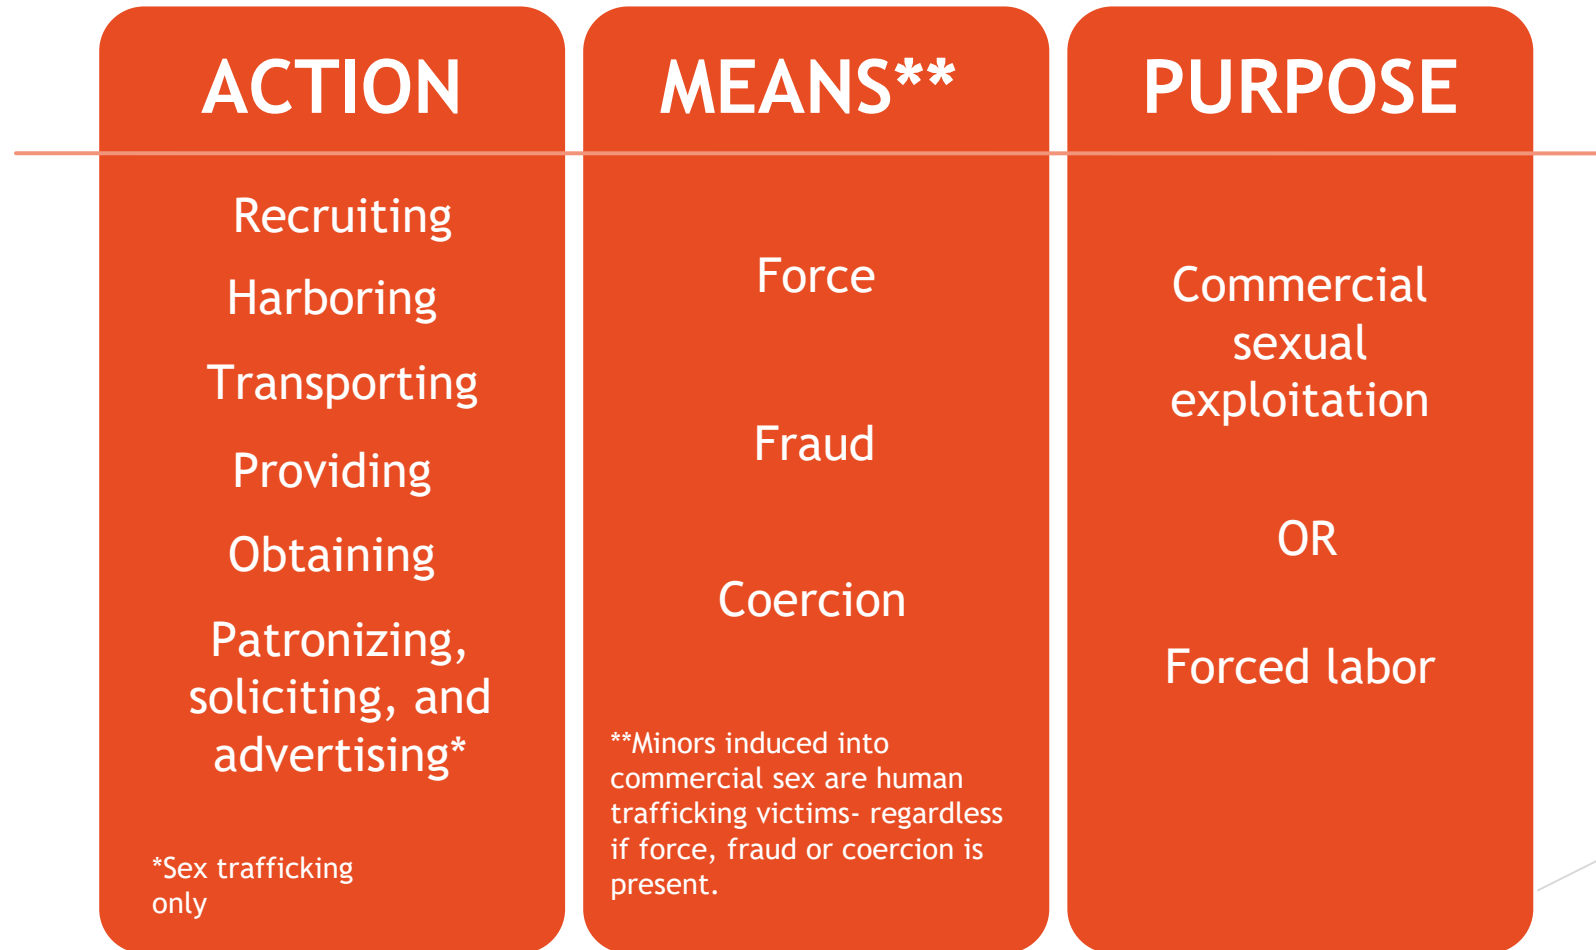 ACTION
Recruiting
Harboring
Transporting
Providing
Obtaining
Patronizing,
soliciting, and
advertising*
*Sex trafficking
only
MEANS**
Force
Fraud
Coercion
**Minors induced into
commercial sex are human
trafficking victims- regardless
if force, fraud or coercion is
present.
PURPOSE
Commercial
sexual
exploitation
OR
Forced labor